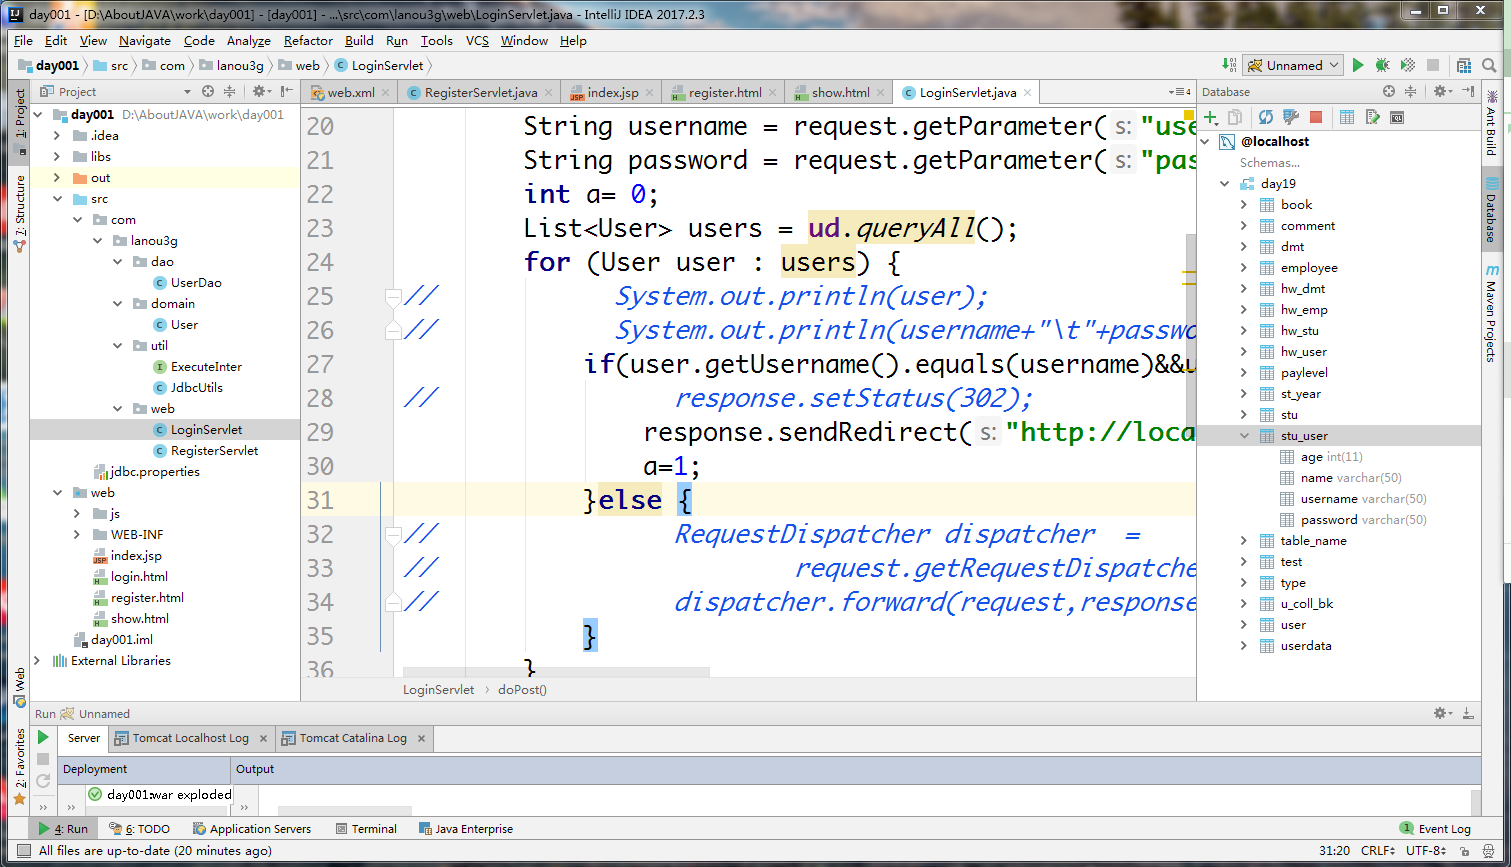 day001 - [D:\AboutJAVA\work\day001] - [day001] - ...\src\com\lanou3g\web\LoginServlet.java - IntelliJ IDEA 2017.2.3
File Edit View Navigate Code Analyze Refactor Build Run Tools VCS Window Help
day001 src com lanou3g web LoginServlet
Unnamed
1: Project
7: Structure
Web
2: Favorites
Project
day001 D:\AboutJAVA\work\day001
.idea
libs
out
src
com
lanou3g
dao
UserDao
domain
User
util
ExecuteInter
JdbcUtils
web
LoginServlet
RegisterServlet
jdbc.properties
web
js
WEB-INF
index.jsp
login.html
register.html
show.html
day001.iml
External Libraries
web.xml RegisterServlet.java index.jsp register.html show.html LoginServlet.java
20 String username = request.getParameter( s: "use
21 String password = request.getParameter( s: "pas
22 int a= 0;
23 List<User> users = ud.queryAll();
24 for (User user : users) {
25 // System.out.println(user);
26 // System.out.println(username+"\t"+passwo
27 if(user.getUsername().equals(username)&&u
28 // response.setStatus(302);
29 response.sendRedirect( s: "http://loca
30 a=1;
31 }else {
32 // RequestDispatcher dispatcher =
33 // request.getRequestDispatche
34 // dispatcher.forward(request,response
35 }
36 }
LoginServlet doPost()
Database
@localhost
Schemas...
day19
book
comment
dmt
employee
hw_dmt
hw_emp
hw_stu
hw_user
paylevel
st_year
stu
stu_user
age int(11)
name varchar(50)
username varchar(50)
password varchar(50)
table_name
test
type
u_coll_bk
user
userdata
Ant Build
Database
Maven Projects
Run Unnamed
Server Tomcat Localhost Log Tomcat Catalina Log
Deployment Output
day001:war exploded
4: Run 6: TODO Application Servers Terminal Java Enterprise 1 Event Log
All files are up-to-date (20 minutes ago) 31:20 CRLF UTF-8